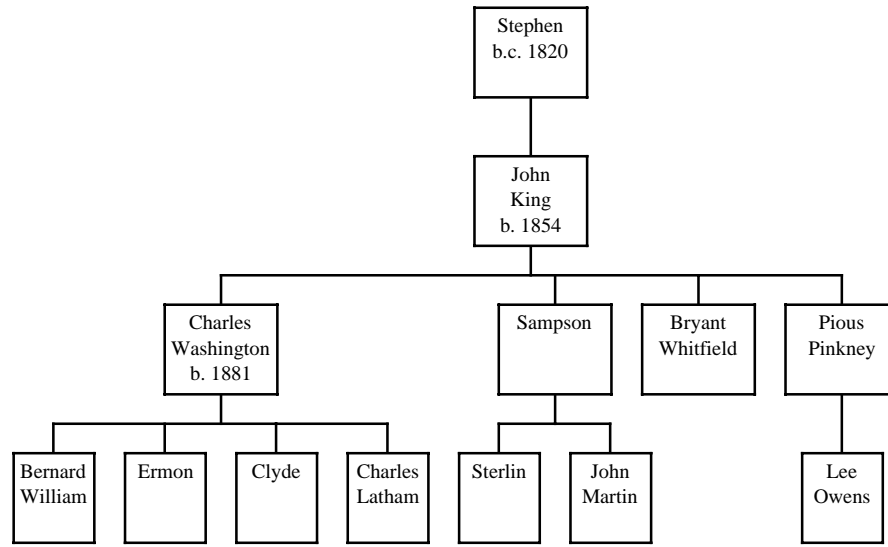 Stephen
b.c. 1820
John
King
b. 1854
Charles
Washington
b. 1881
Sampson
Bryant
Whitfield
Pious
Pinkney
Bernard
William
Ermon
Clyde
Charles
Latham
Sterlin
John
Martin
Lee
Owens